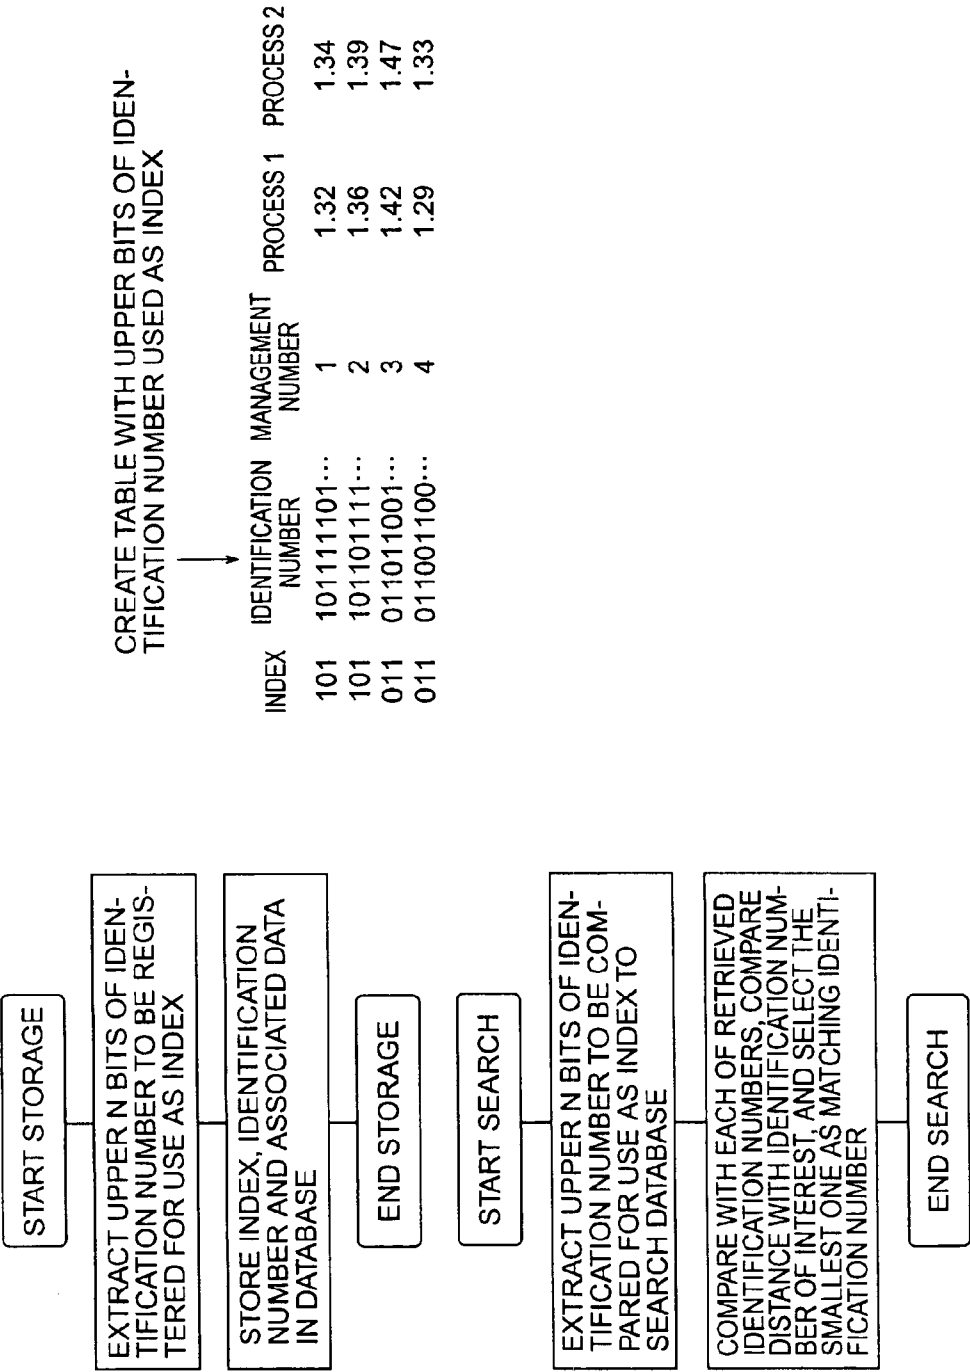 START STORAGE
EXTRACT UPPER N BITS OF IDEN-
TIFICATION NUMBER TO BE REGIS-
TERED FOR USE AS INDEX
STORE INDEX, IDENTIFICATION
NUMBER AND ASSOCIATED DATA
IN DATABASE
END STORAGE
START SEARCH
EXTRACT UPPER N BITS OF IDEN-
TIFICATION NUMBER TO BE COM-
PARED FOR USE AS INDEX TO
SEARCH DATABASE
COMPARE WITH EACH OF RETRIEVED
IDENTIFICATION NUMBERS, COMPARE
DISTANCE WITH IDENTIFICATION NUM-
BER OF INTEREST, AND SELECT THE
SMALLEST ONE AS MATCHING IDENTI-
FICATION NUMBER
END SEARCH
CREATE TABLE WITH UPPER BITS OF IDEN-
TIFICATION NUMBER USED AS INDEX
INDEX IDENTIFICATION MANAGEMENT PROCESS 1 PROCESS 2
NUMBER NUMBER
101 101111101··· 1 1.32 1.34
101 101101111··· 2 1.36 1.39
011 011011001··· 3 1.42 1.47
011 011001100··· 4 1.29 1.33